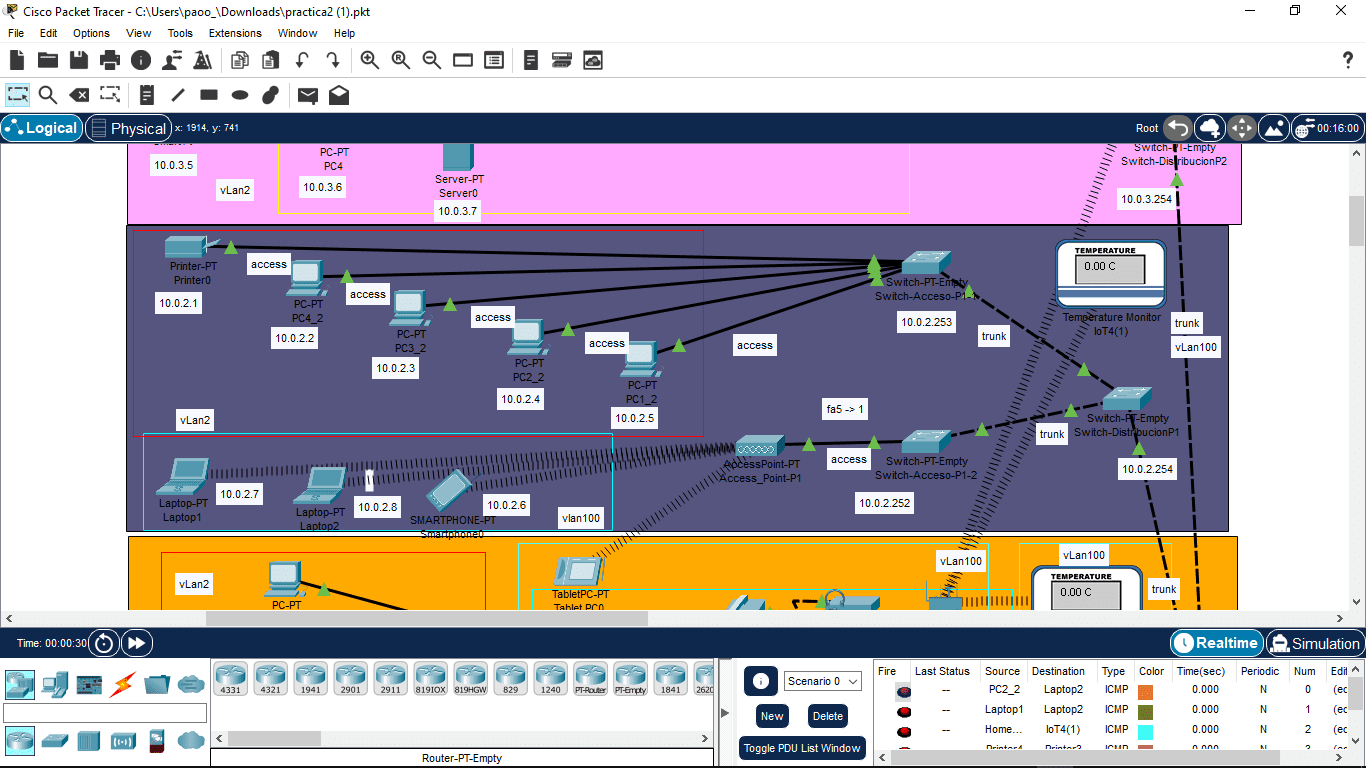 Cisco Packet Tracer - C:\Users\paoo_\Downloads\practica2 (1).pkt
File Edit Options View Tools Extensions Window Help
Logical Physical x: 1914, y: 741 Root 00:16:00
10.0.3.5
PC-PT
PC4
vLan2
10.0.3.6
Server-PT
Server0
10.0.3.7
Switch-PT-Empty
Switch-DistribucionP2
10.0.3.254
Printer-PT
Printer0
10.0.2.1
access
PC-PT
PC4_2
10.0.2.2
access
PC-PT
PC3_2
10.0.2.3
access
PC-PT
PC2_2
10.0.2.4
access
PC-PT
PC1_2
10.0.2.5
access
Switch-PT-Empty
Switch-Acceso-P1-1
10.0.2.253
trunk
TEMPERATURE
0.00 C
Temperature Monitor
IoT4(1)
trunk
vLan100
vLan2
fa5 -> 1
Switch-PT-Empty
Switch-DistribucionP1
10.0.2.254
trunk
AccessPoint-PT
Access_Point-P1
access
Switch-PT-Empty
Switch-Acceso-P1-2
10.0.2.252
Laptop-PT
Laptop1
10.0.2.7
Laptop-PT
Laptop2
10.0.2.8
SMARTPHONE-PT
Smartphone0
10.0.2.6
vlan100
vLan2
PC-PT
TabletPC-PT
Tablet PC0
vLan100
vLan100
TEMPERATURE
0.00 C
trunk
Time: 00:00:30 Realtime Simulation
4331 4321 1941 2901 2911 819IOX 819HGW 829 1240 PT-Router PT-Empty 1841 2620
Router-PT-Empty
Scenario 0
New Delete
Toggle PDU List Window
Fire Last Status Source Destination Type Color Time(sec) Periodic Num Edit
-- PC2_2 Laptop2 ICMP 0.000 N 0
-- Laptop1 Laptop2 ICMP 0.000 N 1
-- Home... IoT4(1) ICMP 0.000 N 2
-- Printer4 Printer3 ICMP 0.000 N 3